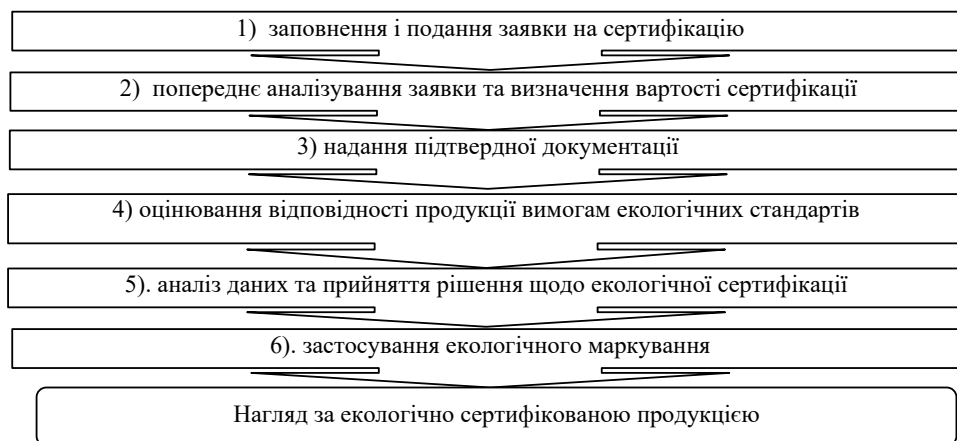 1) заповнення і подання заявки на сертифікацію
2) попереднє аналізування заявки та визначення вартості сертифікації
3) надання підтвердної документації
4) оцінювання відповідності продукції вимогам екологічних стандартів
5). аналіз даних та прийняття рішення щодо екологічної сертифікації
6). застосування екологічного маркування
Нагляд за екологічно сертифікованою продукцією